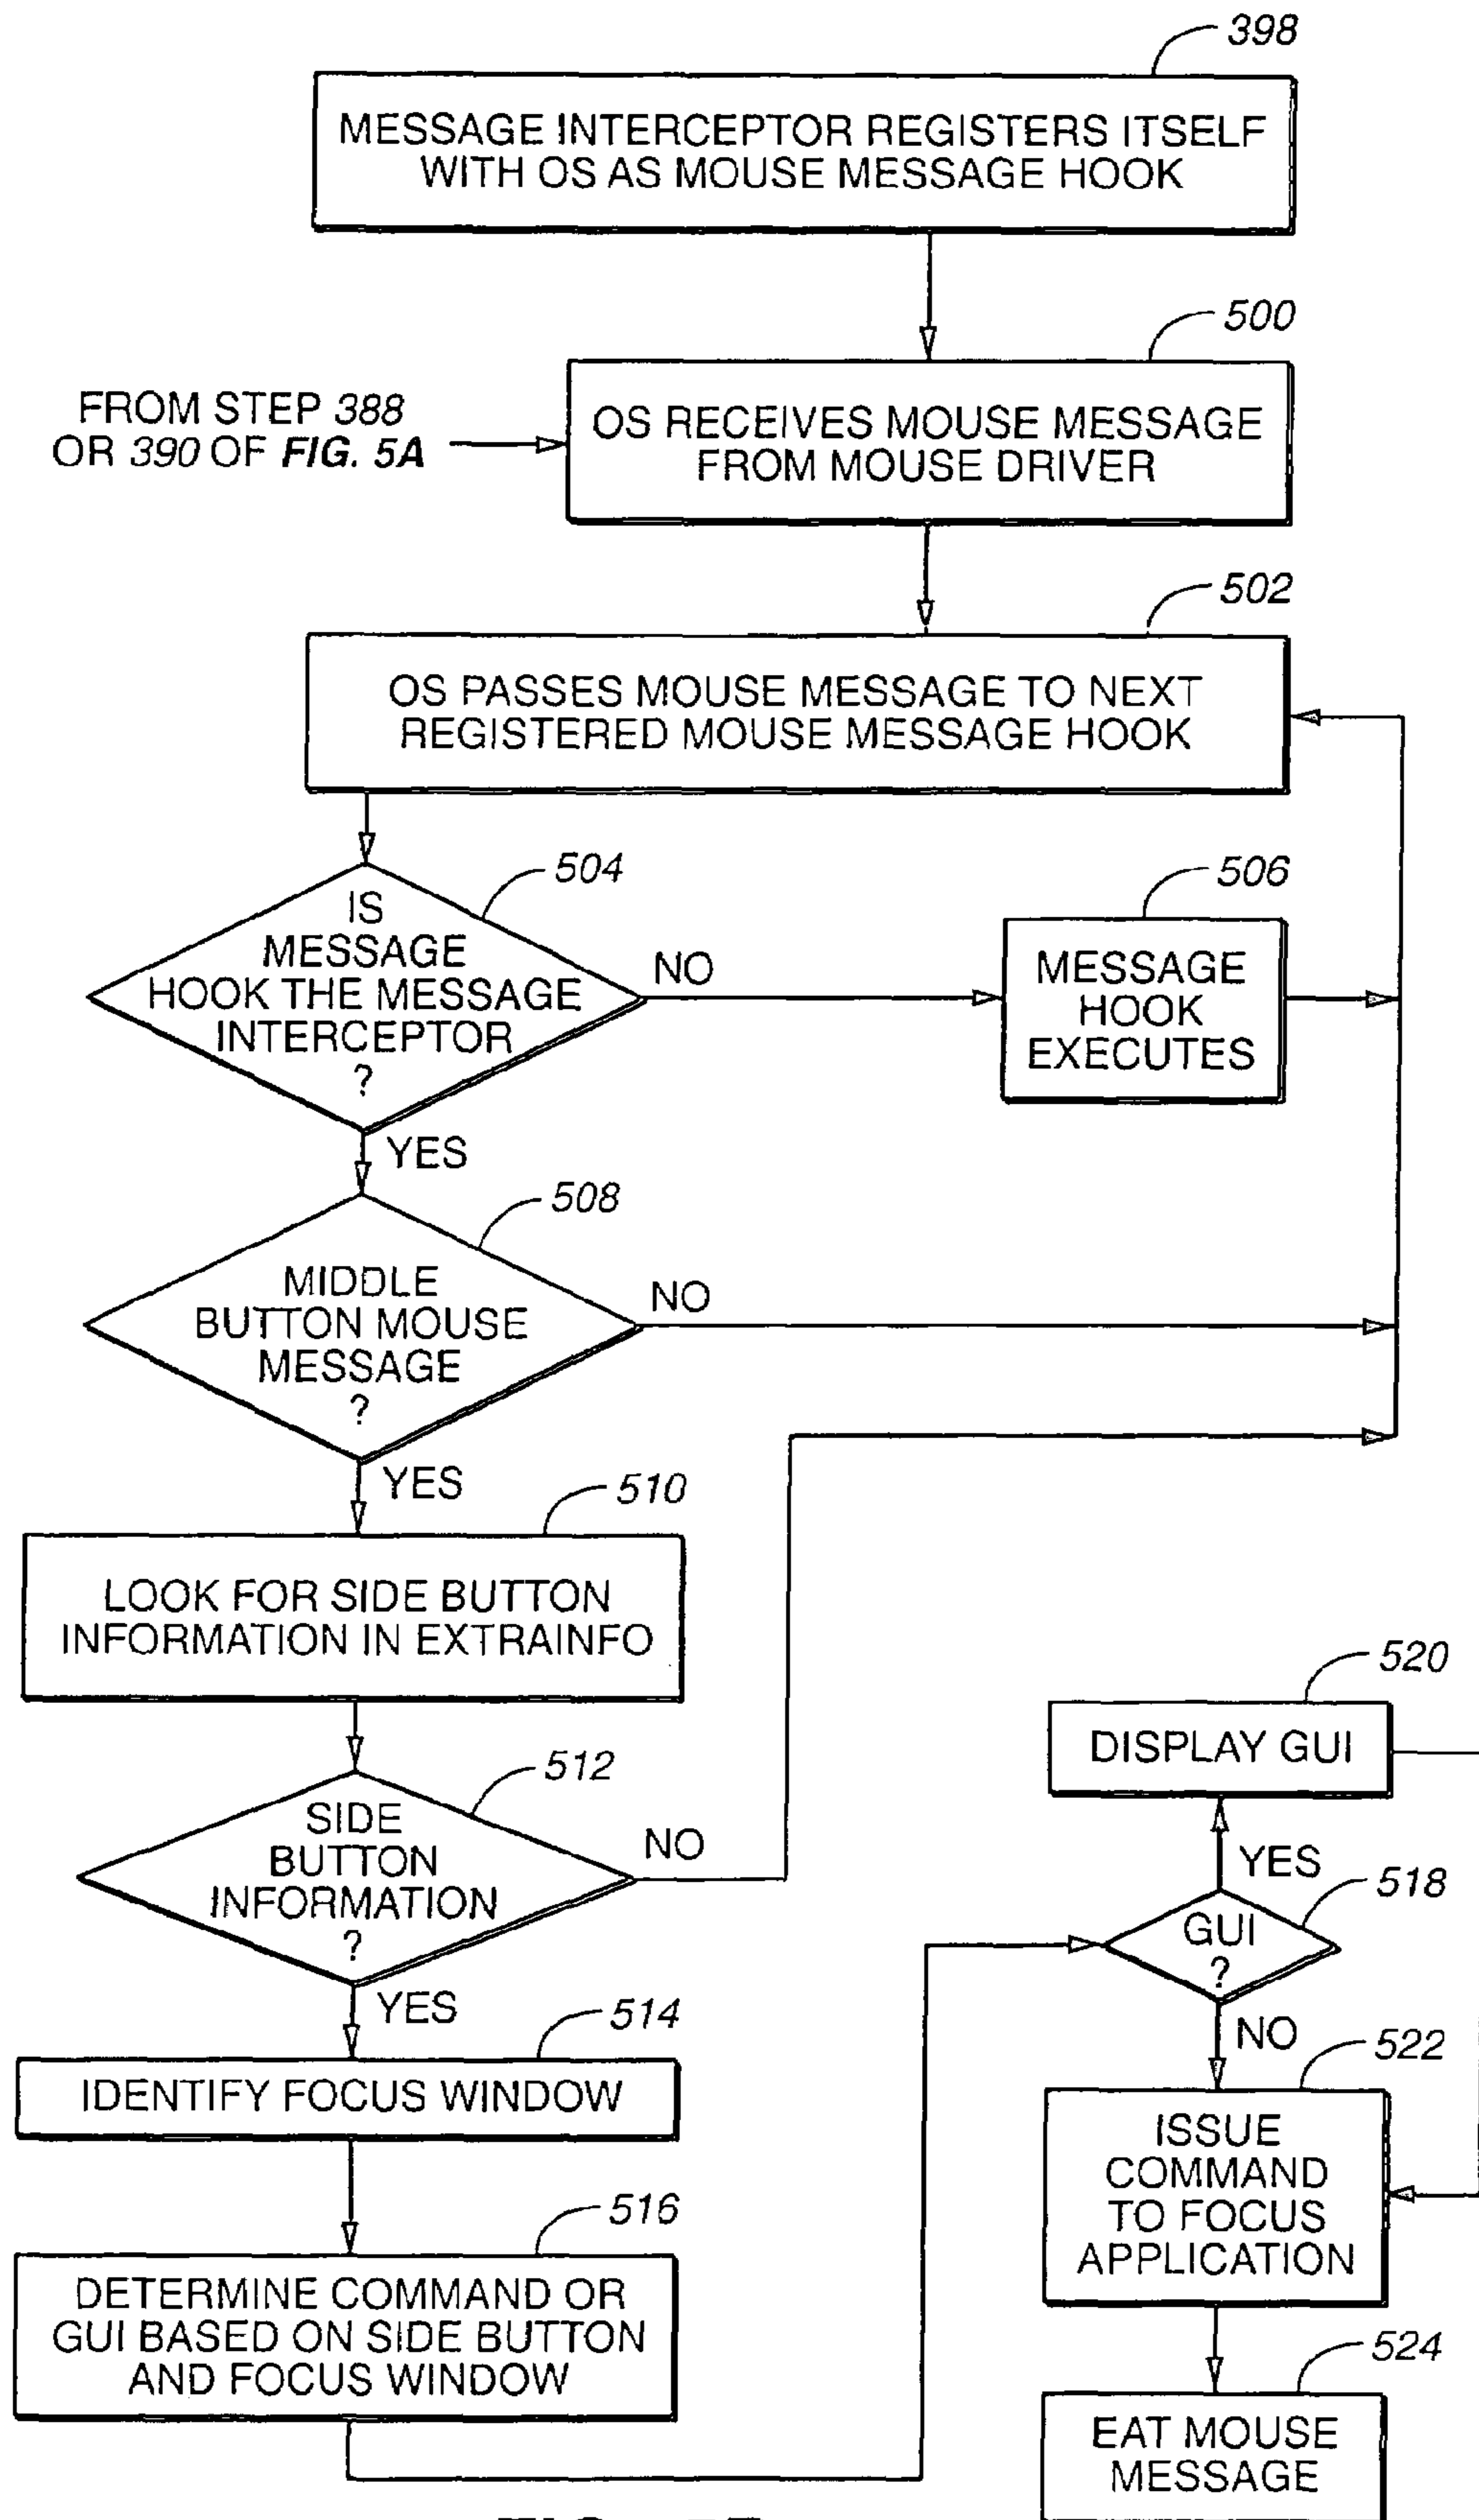 398
MESSAGE INTERCEPTOR REGISTERS ITSELF
WITH OS AS MOUSE MESSAGE HOOK
500
FROM STEP 388
OR 390 OF FIG. 5A
OS RECEIVES MOUSE MESSAGE
FROM MOUSE DRIVER
502
OS PASSES MOUSE MESSAGE TO NEXT
REGISTERED MOUSE MESSAGE HOOK
504
IS
MESSAGE
HOOK THE MESSAGE
INTERCEPTOR
?
NO
506
MESSAGE
HOOK
EXECUTES
YES
508
MIDDLE
BUTTON MOUSE
MESSAGE
?
NO
YES
510
LOOK FOR SIDE BUTTON
INFORMATION IN EXTRAINFO
512
SIDE
BUTTON
INFORMATION
?
NO
YES
514
IDENTIFY FOCUS WINDOW
516
DETERMINE COMMAND OR
GUI BASED ON SIDE BUTTON
AND FOCUS WINDOW
520
DISPLAY GUI
YES
518
GUI
?
NO
522
ISSUE
COMMAND
TO FOCUS
APPLICATION
524
EAT MOUSE
MESSAGE